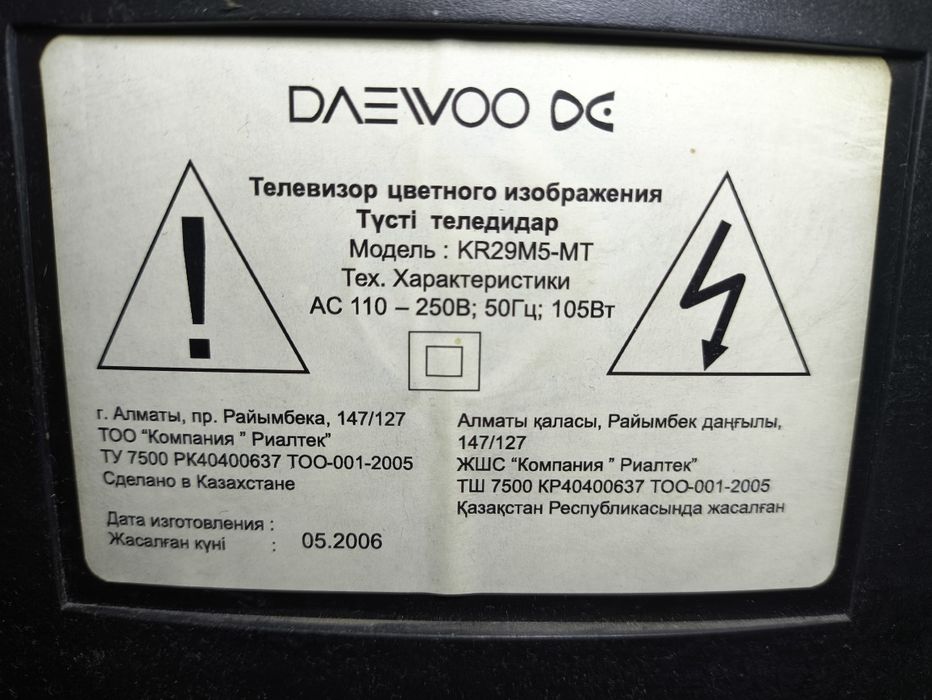 DAEWOO DE
Телевизор цветного изображения
Түсті теледидар
Модель : KR29M5-MT
Тех. Характеристики
АС 110 – 250В; 50Гц; 105Вт
г. Алматы, пр. Райымбека, 147/127
ТОО “Компания ” Риалтек”
ТУ 7500 РК40400637 ТОО-001-2005
Сделано в Казахстане
Дата изготовления :
Жасалған күні : 05.2006
Алматы қаласы, Райымбек даңғылы,
147/127
ЖШС “Компания ” Риалтек”
ТШ 7500 КР40400637 ТОО-001-2005
Қазақстан Республикасында жасалған